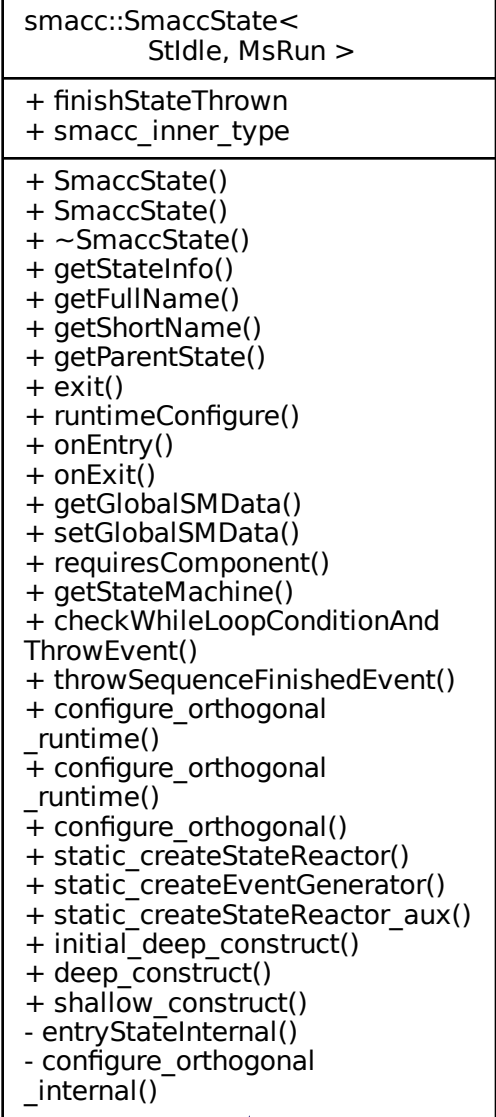 smacc::SmaccState<
StIdle, MsRun >
+ finishStateThrown
+ smacc_inner_type
+ SmaccState()
+ SmaccState()
+ ~SmaccState()
+ getStateInfo()
+ getFullName()
+ getShortName()
+ getParentState()
+ exit()
+ runtimeConfigure()
+ onEntry()
+ onExit()
+ getGlobalSMData()
+ setGlobalSMData()
+ requiresComponent()
+ getStateMachine()
+ checkWhileLoopConditionAnd
ThrowEvent()
+ throwSequenceFinishedEvent()
+ configure_orthogonal
_runtime()
+ configure_orthogonal
_runtime()
+ configure_orthogonal()
+ static_createStateReactor()
+ static_createEventGenerator()
+ static_createStateReactor_aux()
+ initial_deep_construct()
+ deep_construct()
+ shallow_construct()
- entryStateInternal()
- configure_orthogonal
_internal()